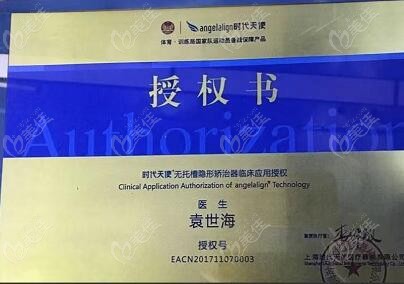 angelalign时代天使
体育·训练局国家队运动员备战保障产品
授权书
Authorization
时代天使®无托槽隐形矫治器临床应用授权
Clinical Application Authorization of angelalign® Technology
医生
袁世海
授权号
EACN201711070003